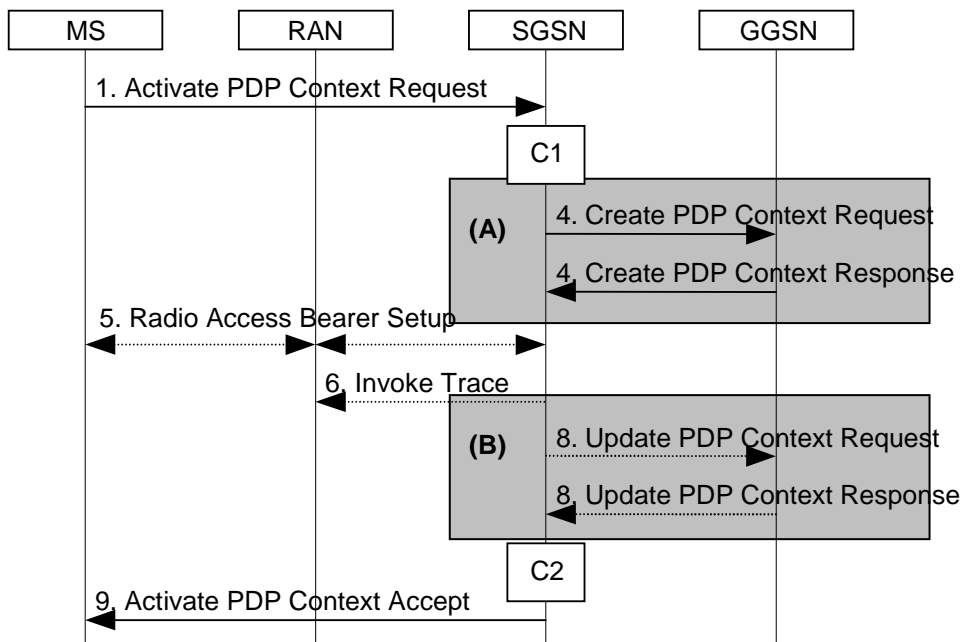 MS
RAN
SGSN
GGSN
1. Activate PDP Context Request
C1
(A)
4. Create PDP Context Request
4. Create PDP Context Response
5. Radio Access Bearer Setup
6. Invoke Trace
(B)
8. Update PDP Context Request
8. Update PDP Context Response
C2
9. Activate PDP Context Accept